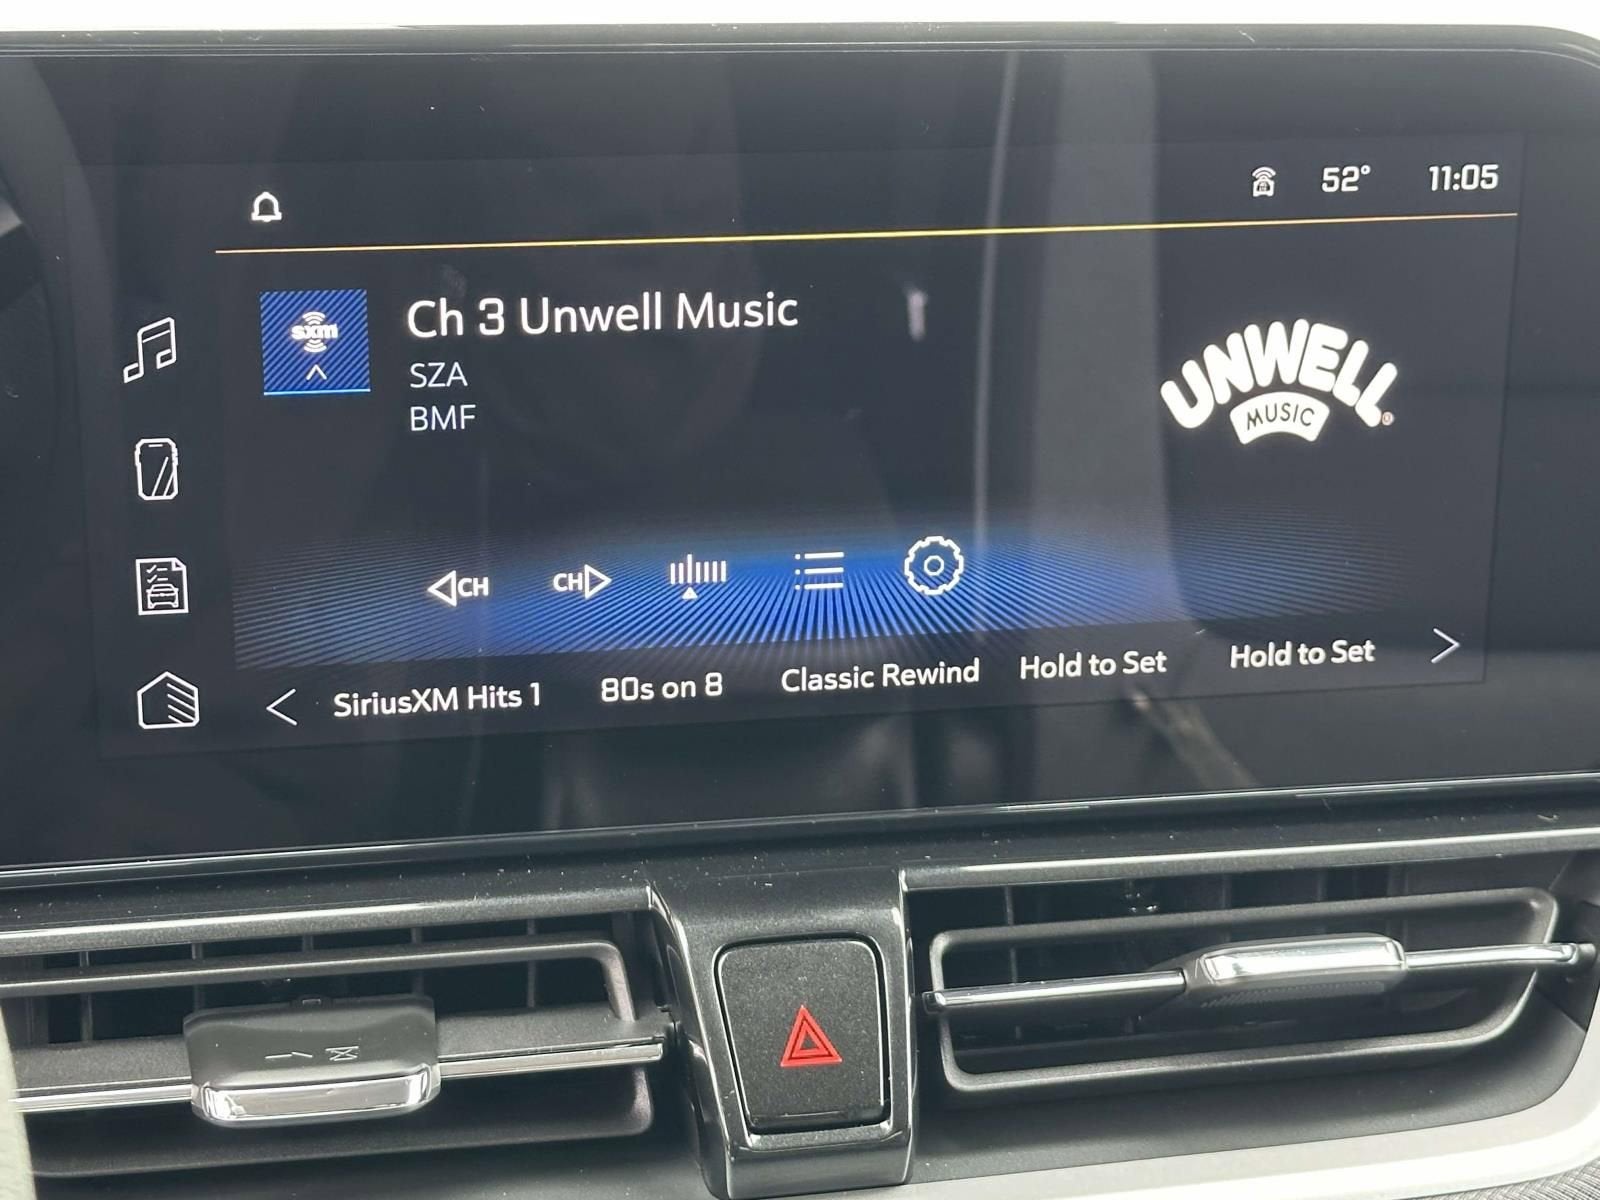 52° 11:05
sxm
Ch 3 Unwell Music
SZA
BMF
UNWELL
MUSIC
CH CH
SiriusXM Hits 1 80s on 8 Classic Rewind Hold to Set Hold to Set